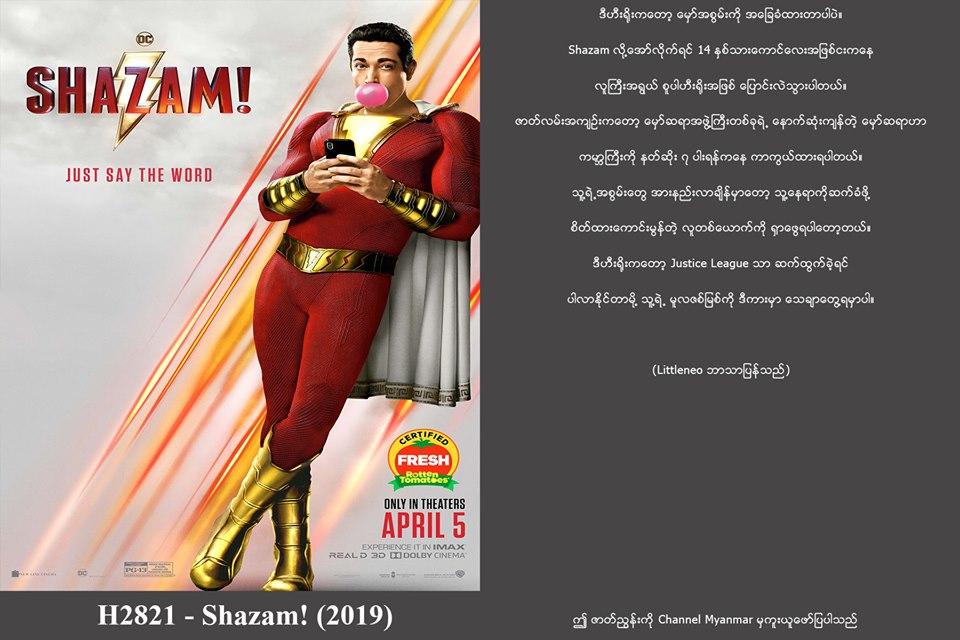 DC
SHAZAM!
JUST SAY THE WORD
CERTIFIED
FRESH
Rotten
Tomatoes
ONLY IN THEATERS
APRIL 5
EXPERIENCE IT IN IMAX
REAL D 3D DOLBY CINEMA
NEW LINE CINEMA
DC
PG-13
H2821 - Shazam! (2019)
ဒီဟီးရိုးကတော့ မှော်အစွမ်းကို အခြေခံထားတာပါပဲ။
Shazam လို့အော်လိုက်ရင် 14 နှစ်သားကောင်လေးအဖြစ်ငးကနေ
လူကြီးအရွယ် စူပါဟီးရိုးအဖြစ် ပြောင်းလဲသွားပါတယ်။
ဇာတ်လမ်းအကျဉ်းကတော့ မှော်ဆရာအဖွဲ့ကြီးတစ်ခုရဲ့ နောက်ဆုံးကျန်တဲ့ မှော်ဆရာဟာ
ကမ္ဘာကြီးကို နတ်ဆိုး ၇ ပါးရန်ကနေ ကာကွယ်ထားရပါတယ်။
သူ့ရဲ့အစွမ်းတွေ အားနည်းလာချိန်မှာတော့ သူ့နေရာကိုဆက်ခံဖို့
စိတ်ထားကောင်းမွန်တဲ့ လူတစ်ယောက်ကို ရှာဖွေရပါတော့တယ်။
ဒီဟီးရိုးကတော့ Justice League သာ ဆက်ထွက်ခဲ့ရင်
ပါလာနိုင်တာမို့ သူ့ရဲ့ မူလဇစ်မြစ်ကို ဒီကားမှာ သေချာတွေ့ရမှာပါ။
(Littleneo ဘာသာပြန်သည်)
ဤ ဇာတ်ညွှန်းကို Channel Myanmar မှကူးယူဖော်ပြပါသည်